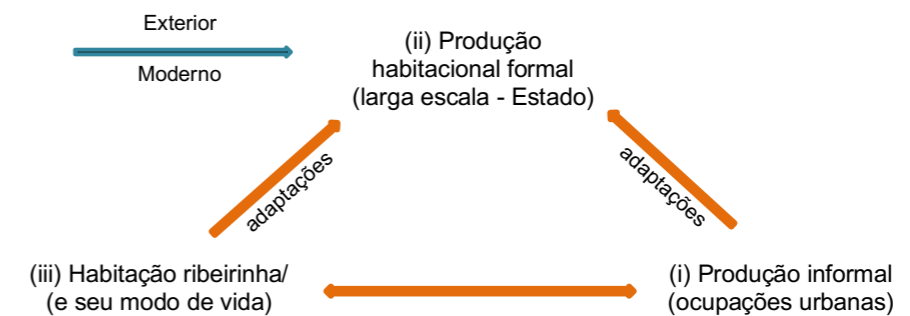 Exterior
Moderno
(ii) Produção
habitacional formal
(larga escala - Estado)
adaptações
adaptações
(iii) Habitação ribeirinha/
(e seu modo de vida)
(i) Produção informal
(ocupações urbanas)